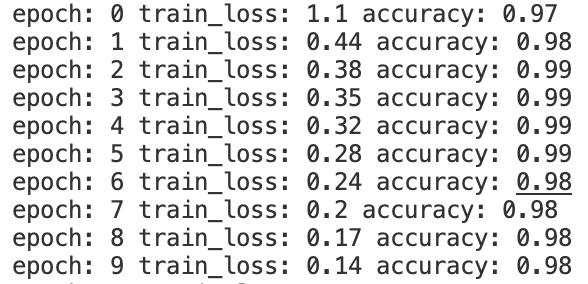 epoch: 0 train_loss: 1.1 accuracy: 0.97
epoch: 1 train_loss: 0.44 accuracy: 0.98
epoch: 2 train_loss: 0.38 accuracy: 0.99
epoch: 3 train_loss: 0.35 accuracy: 0.99
epoch: 4 train_loss: 0.32 accuracy: 0.99
epoch: 5 train_loss: 0.28 accuracy: 0.99
epoch: 6 train_loss: 0.24 accuracy: 0.98
epoch: 7 train_loss: 0.2 accuracy: 0.98
epoch: 8 train_loss: 0.17 accuracy: 0.98
epoch: 9 train_loss: 0.14 accuracy: 0.98